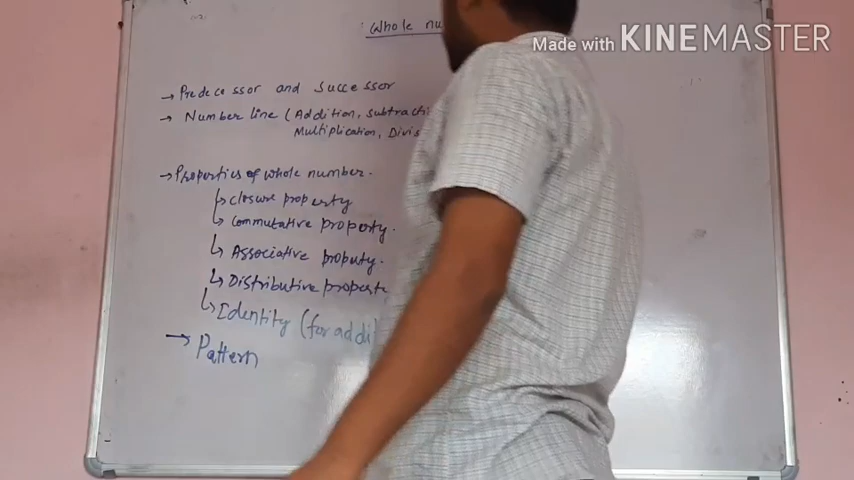 Made with KINEMASTER
: Whole nu
→ Predecessor and Successor
→ Number line (Addition, Subtracti
Multiplication, Divis
→ Properties of whole number.
↳ Closure property
↳ Commutative property.
↳ Associative property.
↳ Distributive propert
↳ Identity (for addi
→ Pattern